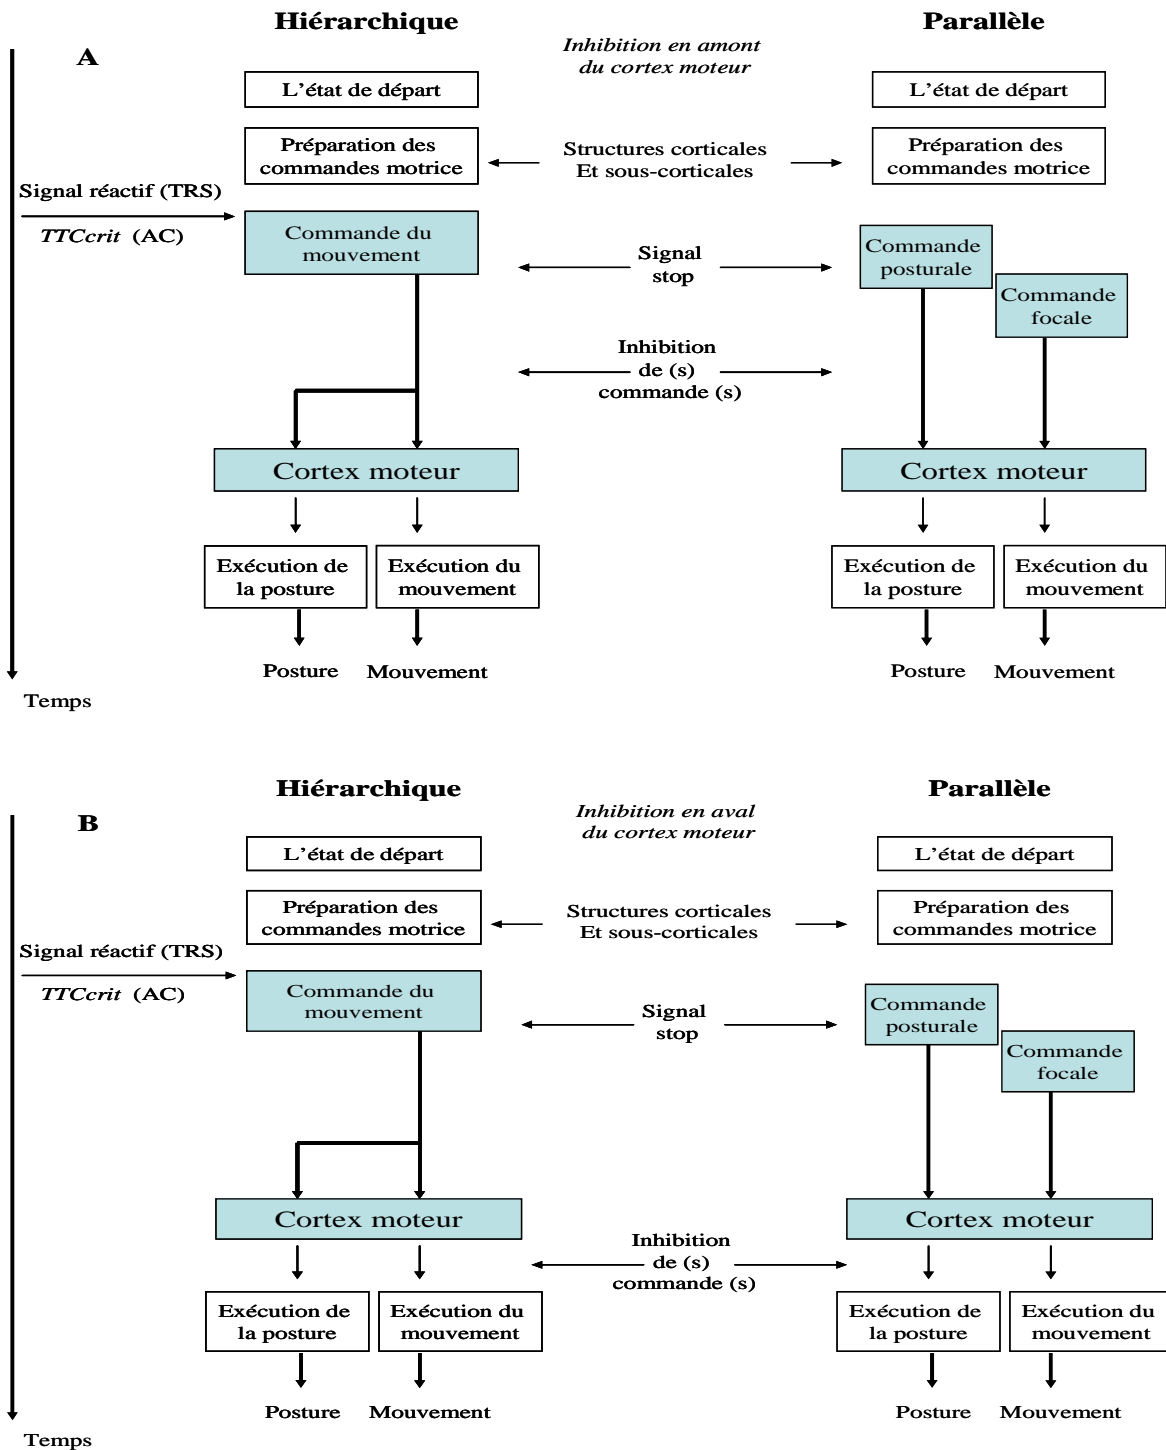 Hiérarchique
Parallèle
A
Inhibition en amont
du cortex moteur
L'état de départ
L'état de départ
Préparation des
commandes motrice
Structures corticales
Et sous-corticales
Préparation des
commandes motrice
Signal réactif (TRS)
TTCcrit (AC)
Commande du
mouvement
Signal
stop
Commande
posturale
Commande
focale
Inhibition
de (s)
commande (s)
Cortex moteur
Cortex moteur
Exécution de
la posture
Exécution du
mouvement
Exécution de
la posture
Exécution du
mouvement
Posture
Mouvement
Posture
Mouvement
Temps
Hiérarchique
Parallèle
B
Inhibition en aval
du cortex moteur
L'état de départ
L'état de départ
Préparation des
commandes motrice
Structures corticales
Et sous-corticales
Préparation des
commandes motrice
Signal réactif (TRS)
TTCcrit (AC)
Commande du
mouvement
Signal
stop
Commande
posturale
Commande
focale
Cortex moteur
Cortex moteur
Inhibition
de (s)
commande (s)
Exécution de
la posture
Exécution du
mouvement
Exécution de
la posture
Exécution du
mouvement
Posture
Mouvement
Posture
Mouvement
Temps